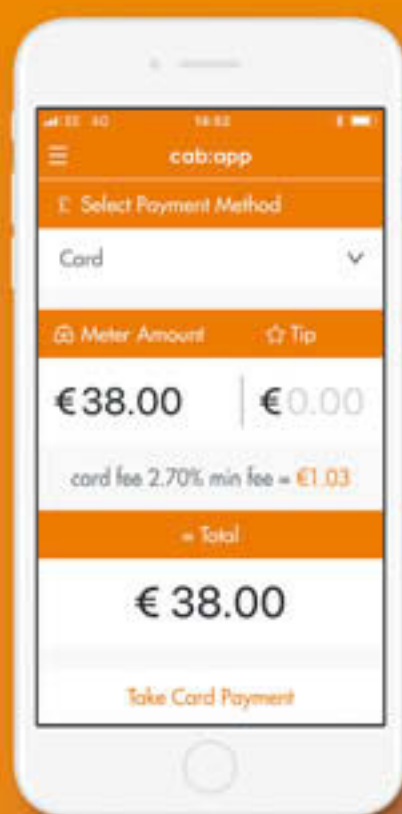 cab:app
£ Select Payment Method
Card
Meter Amount Tip
€38.00 €0.00
card fee 2.70% min fee = €1.03
= Total
€ 38.00
Take Card Payment